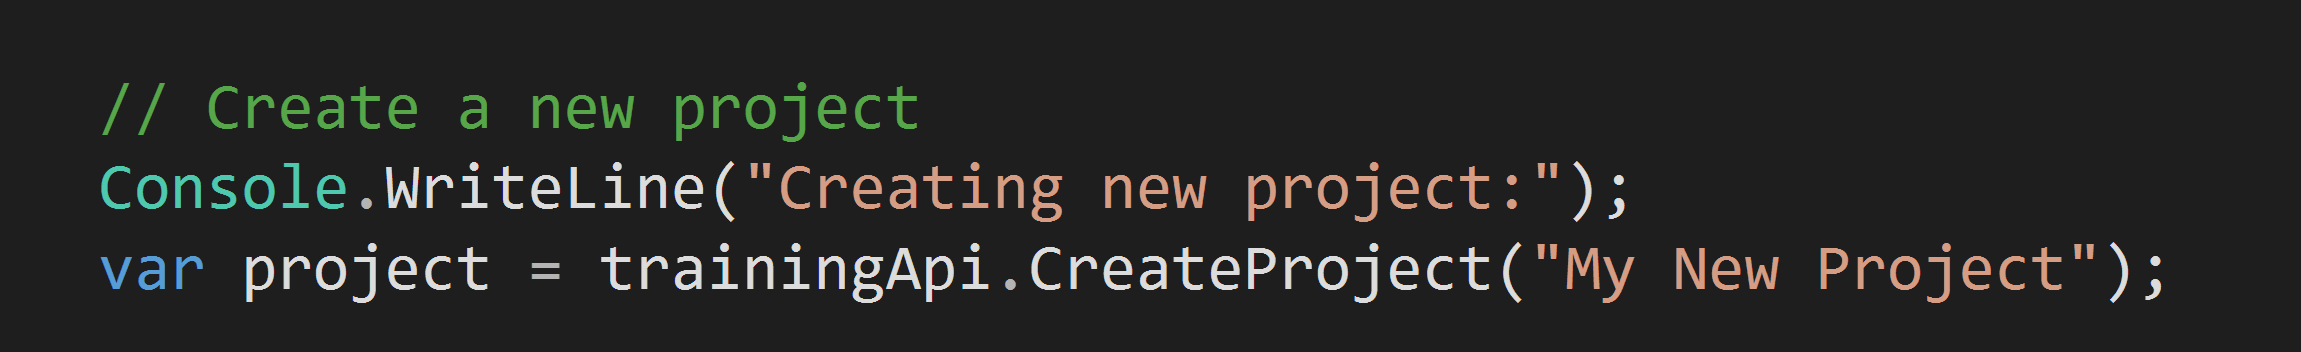 // Create a new project
Console.WriteLine("Creating new project:");
var project = trainingApi.CreateProject("My New Project");